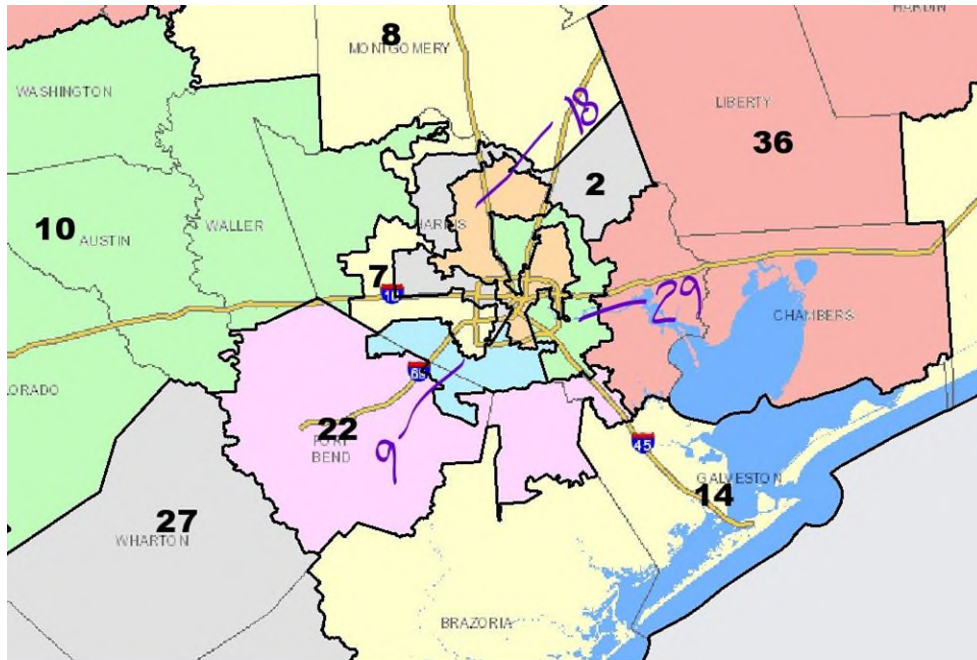 HARDIN
8
MONTGOMERY
WASHINGTON
18
LIBERTY
36
2
10
AUSTIN
WALLER
HARRIS
7
10
29
CHAMBERS
69
22
FORT
BEND
9
45
GALVESTON
14
27
WHARTON
BRAZORIA